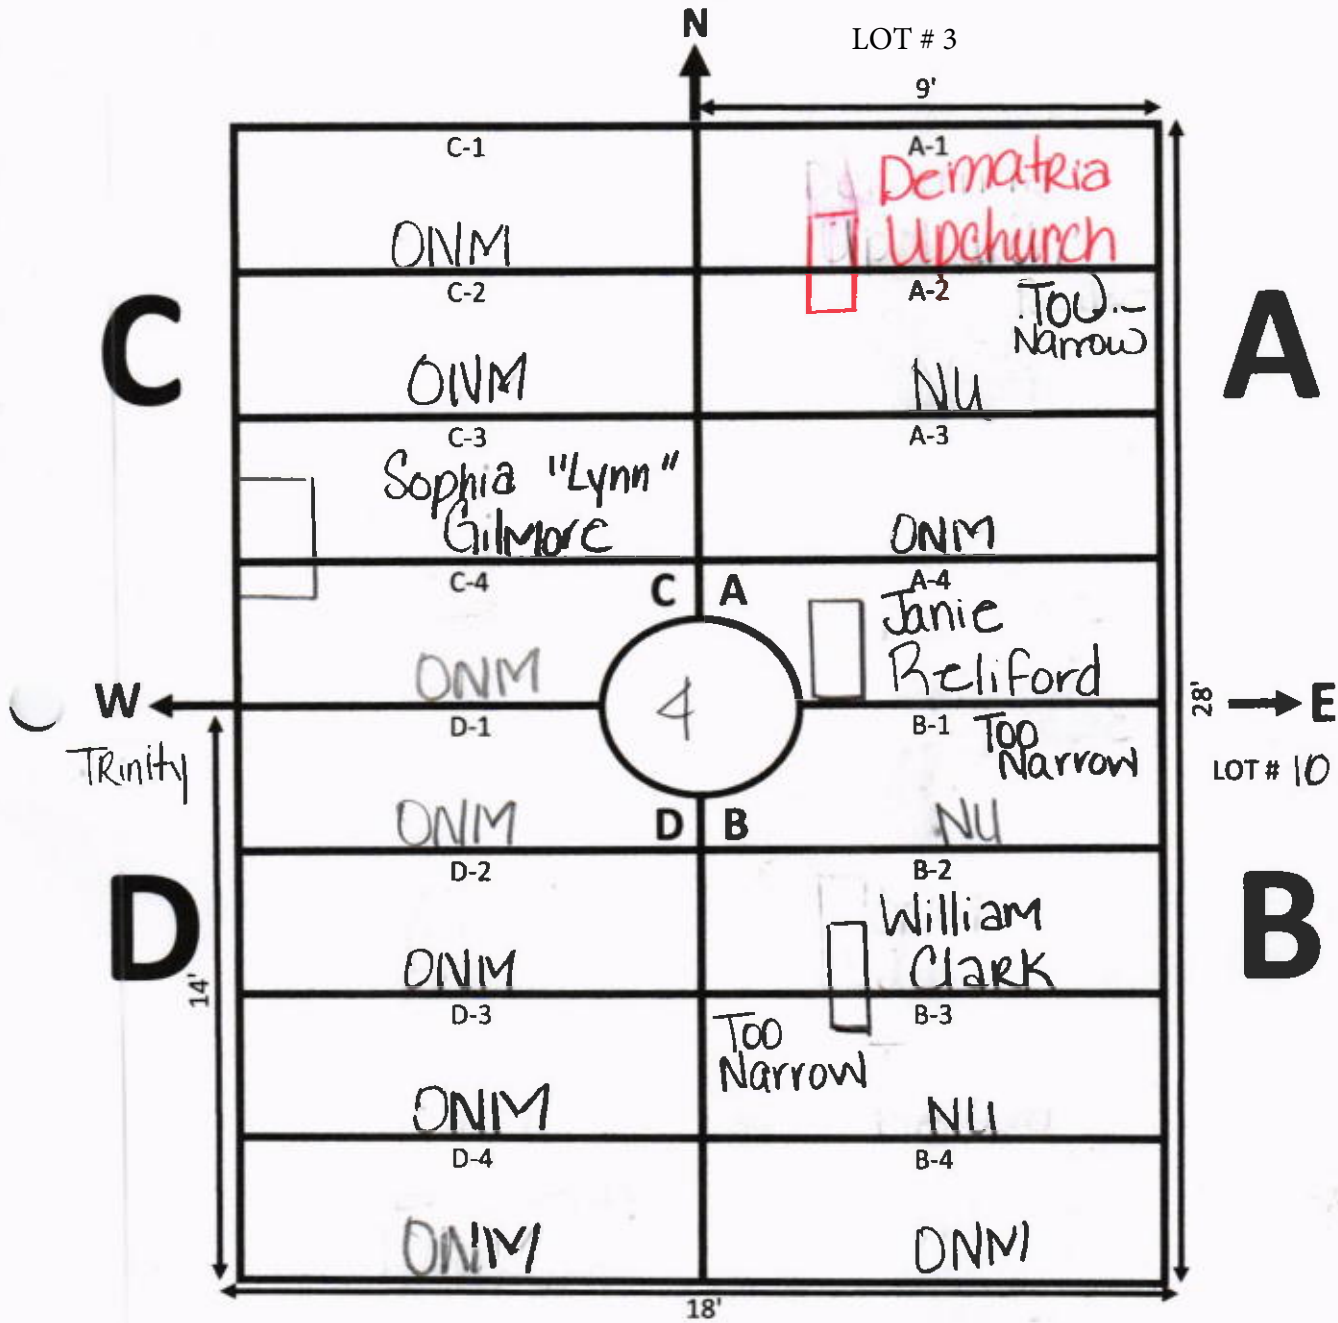 N
LOT # 3
9'
C-1
A-1
Dematria
Upchurch
ONM
C-2
A-2
Too
Narrow
ONM
NU
C
A
C-3
A-3
Sophia "Lynn"
Gilmore
ONM
C-4
A-4
C A
Janie
Reliford
ONM
4
W
28'
E
Trinity
D-1
B-1
Too
Narrow
LOT # 10
ONM
D B
NU
D-2
B-2
William
Clark
ONM
D
B
14'
D-3
B-3
Too
Narrow
ONM
NU
D-4
B-4
ONM
ONM
18'